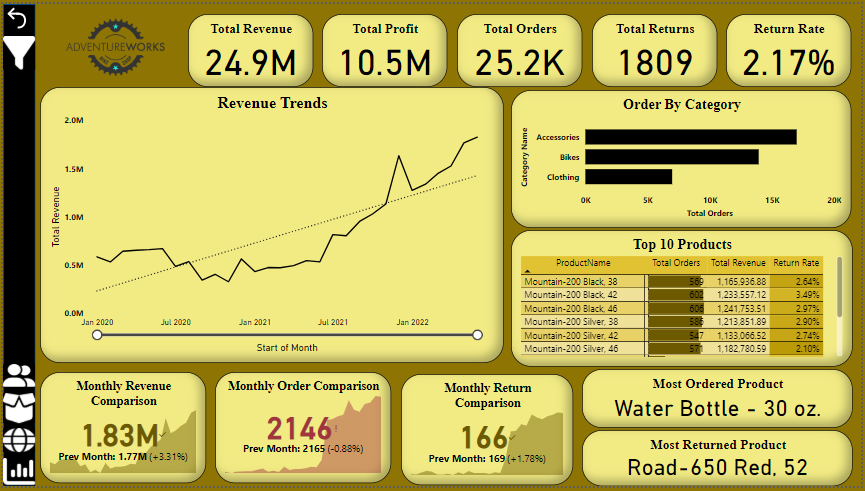 ADVENTUREWORKS
Total Revenue
24.9M
Total Profit
10.5M
Total Orders
25.2K
Total Returns
1809
Return Rate
2.17%
Revenue Trends
Total Revenue
2.0M
1.5M
1.0M
0.5M
0.0M
Jan 2020 Jul 2020 Jan 2021 Jul 2021 Jan 2022
Start of Month
Order By Category
Category Name
Accessories
Bikes
Clothing
0K 5K 10K 15K 20K
Total Orders
Top 10 Products
ProductName Total Orders Total Revenue Return Rate
Mountain-200 Black, 38 569 1,165,936.88 2.64%
Mountain-200 Black, 42 602 1,233,557.12 3.49%
Mountain-200 Black, 46 606 1,241,753.51 2.97%
Mountain-200 Silver, 38 586 1,213,851.89 2.90%
Mountain-200 Silver, 42 547 1,133,066.52 2.74%
Mountain-200 Silver, 46 571 1,182,780.59 2.10%
Monthly Revenue
Comparison
1.83M
Prev Month: 1.77M (+3.31%)
Monthly Order Comparison
2146!
Prev Month: 2165 (-0.88%)
Monthly Return
Comparison
166
Prev Month: 169 (+1.78%)
Most Ordered Product
Water Bottle - 30 oz.
Most Returned Product
Road-650 Red, 52